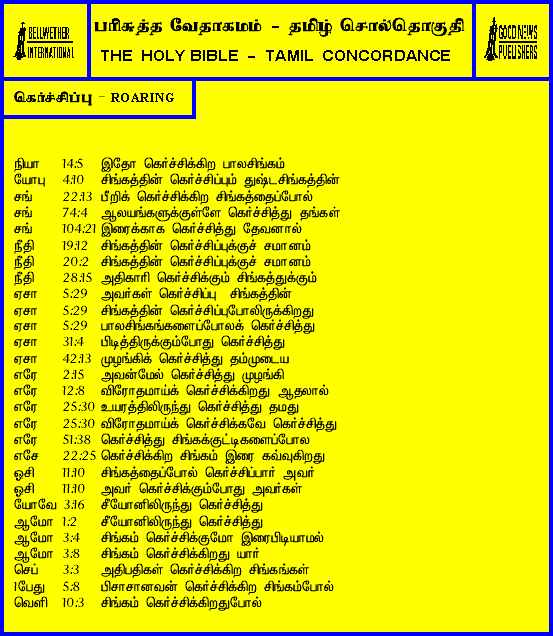 BELLWETHER
INTERNATIONAL
பரிசுத்த வேதாகமம் - தமிழ் சொல்தொகுதி
THE HOLY BIBLE - TAMIL CONCORDANCE
GOOD NEWS
PUBLISHERS
கெர்ச்சிப்பு - ROARING
நியா 14:5 இதோ கெர்ச்சிக்கிற பாலசிங்கம்
யோபு 4:10 சிங்கத்தின் கெர்ச்சிப்பும் துஷ்டசிங்கத்தின்
சங் 22:13 பீறிக் கெர்ச்சிக்கிற சிங்கத்தைப்போல்
சங் 74:4 ஆலயங்களுக்குள்ளே கெர்ச்சித்து தங்கள்
சங் 104:21 இரைக்காக கெர்ச்சித்து தேவனால்
நீதி 19:12 சிங்கத்தின் கெர்ச்சிப்புக்குச் சமானம்
நீதி 20:2 சிங்கத்தின் கெர்ச்சிப்புக்குச் சமானம்
நீதி 28:15 அதிகாரி கெர்ச்சிக்கும் சிங்கத்துக்கும்
ஏசா 5:29 அவர்கள் கெர்ச்சிப்பு சிங்கத்தின்
ஏசா 5:29 சிங்கத்தின் கெர்ச்சிப்புபோலிருக்கிறது
ஏசா 5:29 பாலசிங்கங்களைப்போலக் கெர்ச்சித்து
ஏசா 31:4 பிடித்திருக்கும்போது கெர்ச்சித்து
ஏசா 42:13 முழங்கிக் கெர்ச்சித்து தம்முடைய
எரே 2:15 அவன்மேல் கெர்ச்சித்து முழங்கி
எரே 12:8 விரோதமாய்க் கெர்ச்சிக்கிறது ஆதலால்
எரே 25:30 உயரத்திலிருந்து கெர்ச்சித்து தமது
எரே 25:30 விரோதமாய்க் கெர்ச்சிக்கவே கெர்ச்சித்து
எரே 51:38 கெர்ச்சித்து சிங்கக்குட்டிகளைப்போல
எசே 22:25 கெர்ச்சிக்கிற சிங்கம் இரை கவ்வுகிறது
ஓசி 11:10 சிங்கத்தைப்போல் கெர்ச்சிப்பார் அவர்
ஓசி 11:10 அவர் கெர்ச்சிக்கும்போது அவர்கள்
யோவே 3:16 சீயோனிலிருந்து கெர்ச்சித்து
ஆமோ 1:2 சீயோனிலிருந்து கெர்ச்சித்து
ஆமோ 3:4 சிங்கம் கெர்ச்சிக்குமோ இரைபிடியாமல்
ஆமோ 3:8 சிங்கம் கெர்ச்சிக்கிறது யார்
செப் 3:3 அதிபதிகள் கெர்ச்சிக்கிற சிங்கங்கள்
1பேது 5:8 பிசாசானவன் கெர்ச்சிக்கிற சிங்கம்போல்
வெளி 10:3 சிங்கம் கெர்ச்சிக்கிறதுபோல்